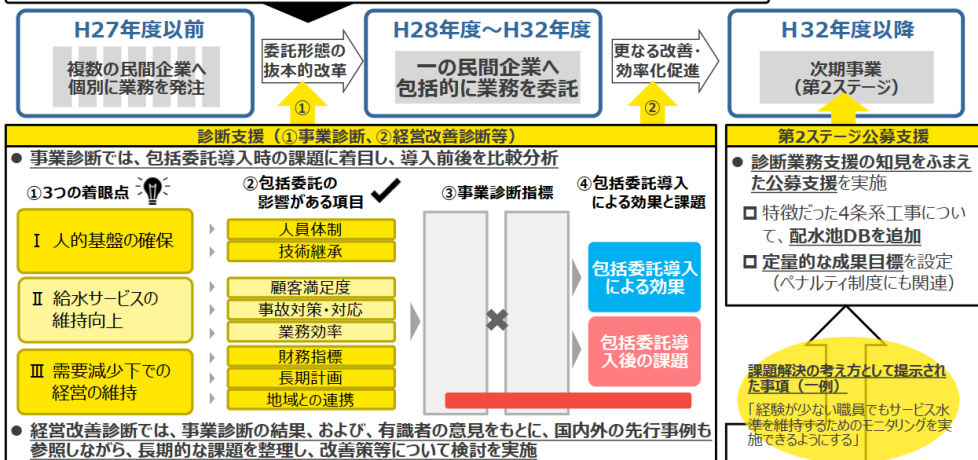 H27年度以前
複数の民間企業へ
個別に業務を発注
委託形態の
抜本的改革
①
H28年度～H32年度
一の民間企業へ
包括的に業務を委託
更なる改善・
効率化促進
②
H32年度以降
次期事業
(第2ステージ)
診断支援（①事業診断、②経営改善診断等）
● 事業診断では、包括委託導入時の課題に着目し、導入前後を比較分析
①3つの着眼点
②包括委託の
影響がある項目
③事業診断指標
④包括委託導入
による効果と課題
Ⅰ 人的基盤の確保
人員体制
技術継承
Ⅱ 給水サービスの
維持向上
顧客満足度
事故対策・対応
業務効率
Ⅲ 需要減少下での
経営の維持
財務指標
長期計画
地域との連携
包括委託導入
による効果
包括委託導
入後の課題
● 経営改善診断では、事業診断の結果、および、有識者の意見をもとに、国内外の先行事例も
参照しながら、長期的な課題を整理し、改善策等について検討を実施
第2ステージ公募支援
● 診断業務支援の知見をふまえ
た公募支援を実施
□ 特徴だった4条系工事につい
て、配水池DBを追加
□ 定量的な成果目標を設定
（ペナルティ制度にも関連）
課題解決の考え方として提示され
た事項（一例）
「経験が少ない職員でもサービス水
準を維持するためのモニタリングを実
施できるようにする」